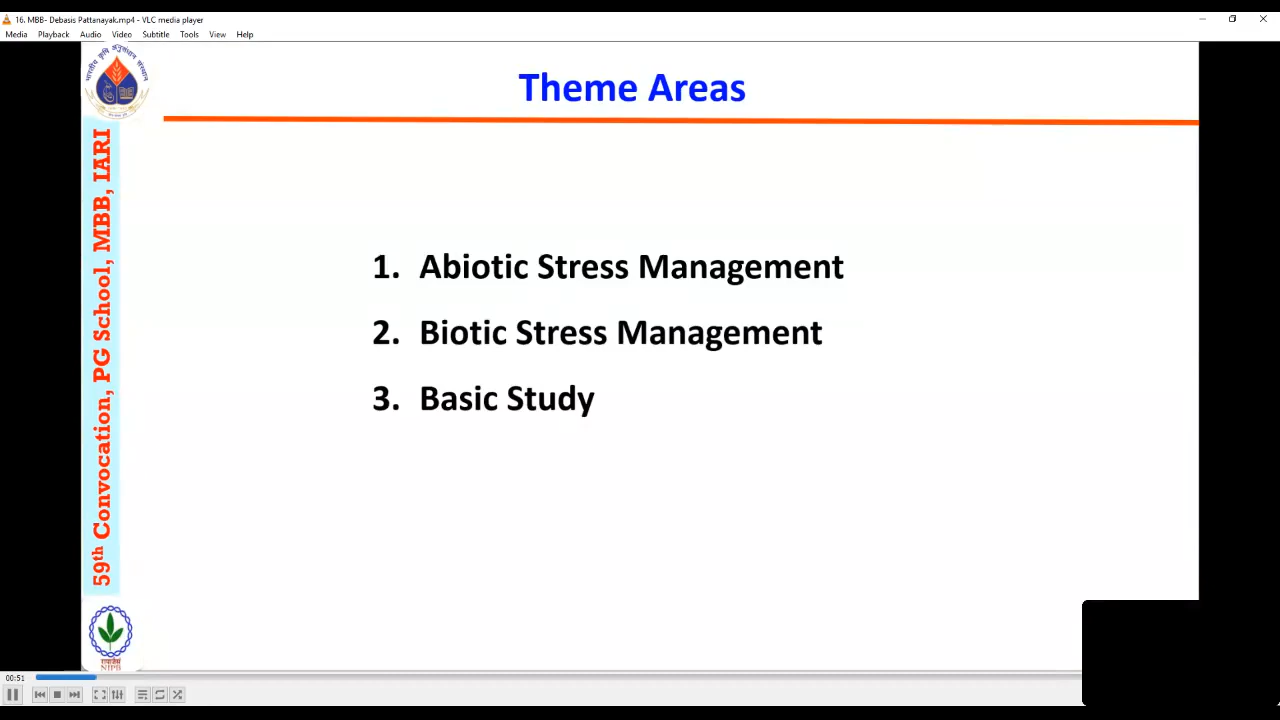 16. MBB- Debasis Pattanayak.mp4 - VLC media player
Media Playback Audio Video Subtitle Tools View Help
भारतीय कृषि अनुसंधान संस्थान
Theme Areas
59th Convocation, PG School, MBB, IARI
1. Abiotic Stress Management
2. Biotic Stress Management
3. Basic Study
NIPB
00:51